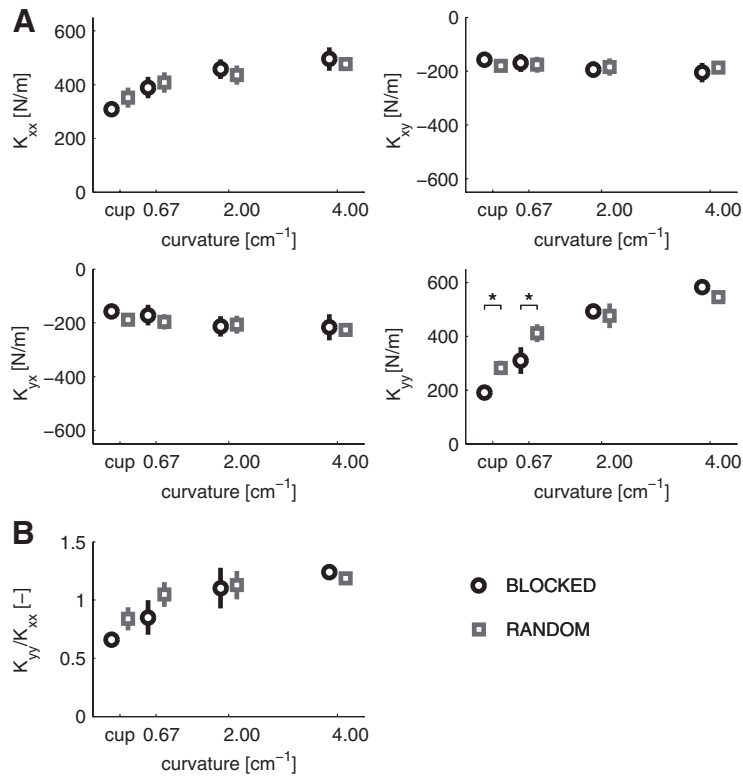 A
600
400
200
0
K_xx [N/m]
cup 0.67 2.00 4.00
curvature [cm⁻¹]
0
−200
−400
−600
K_xy [N/m]
cup 0.67 2.00 4.00
curvature [cm⁻¹]
0
−200
−400
−600
K_yx [N/m]
cup 0.67 2.00 4.00
curvature [cm⁻¹]
600
400
200
0
K_yy [N/m]
* *
cup 0.67 2.00 4.00
curvature [cm⁻¹]
B
1.5
1
0.5
0
K_yy/K_xx [−]
cup 0.67 2.00 4.00
curvature [cm⁻¹]
BLOCKED
RANDOM